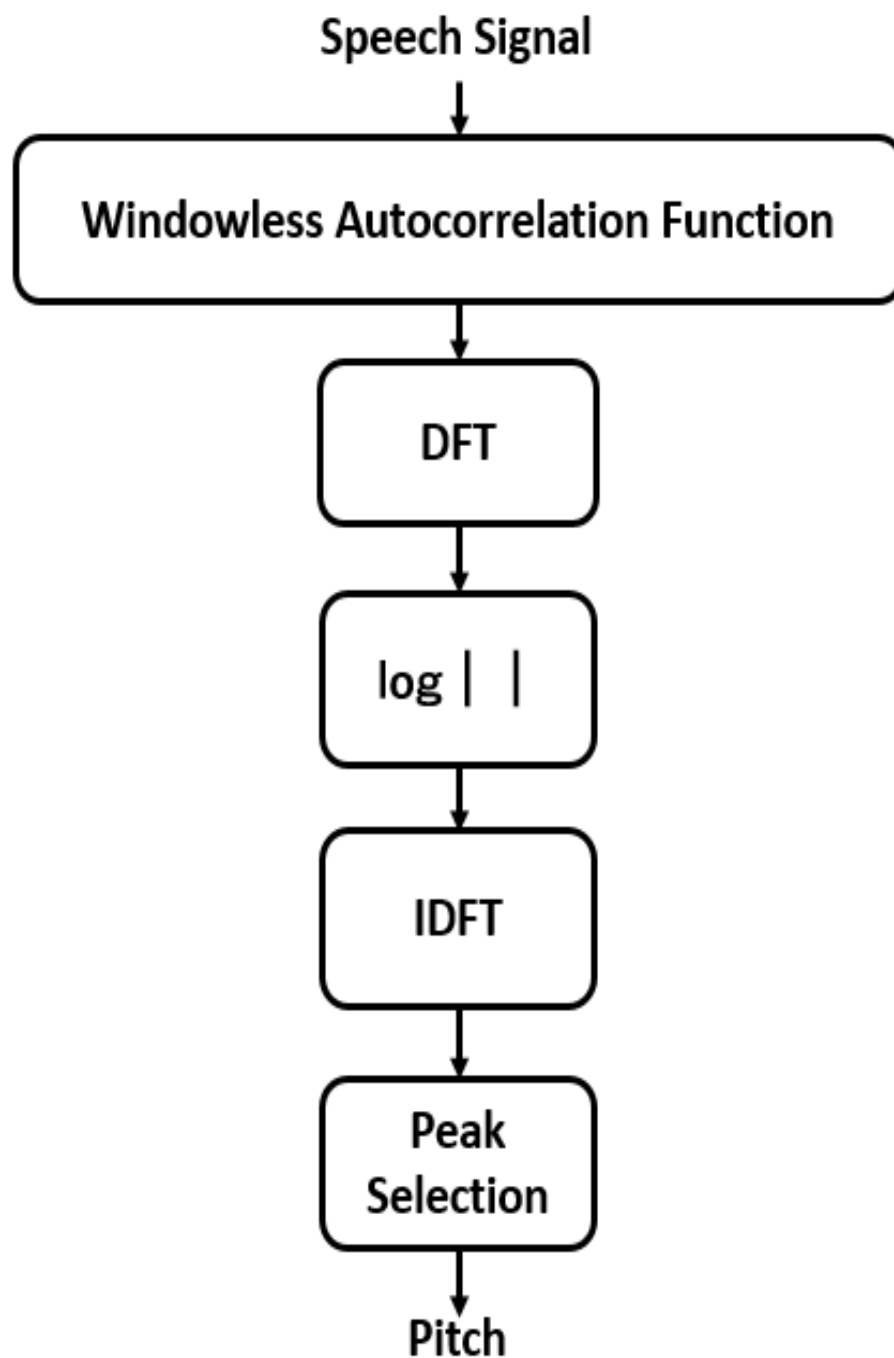 Speech Signal
Windowless Autocorrelation Function
DFT
log | |
IDFT
Peak
Selection
Pitch